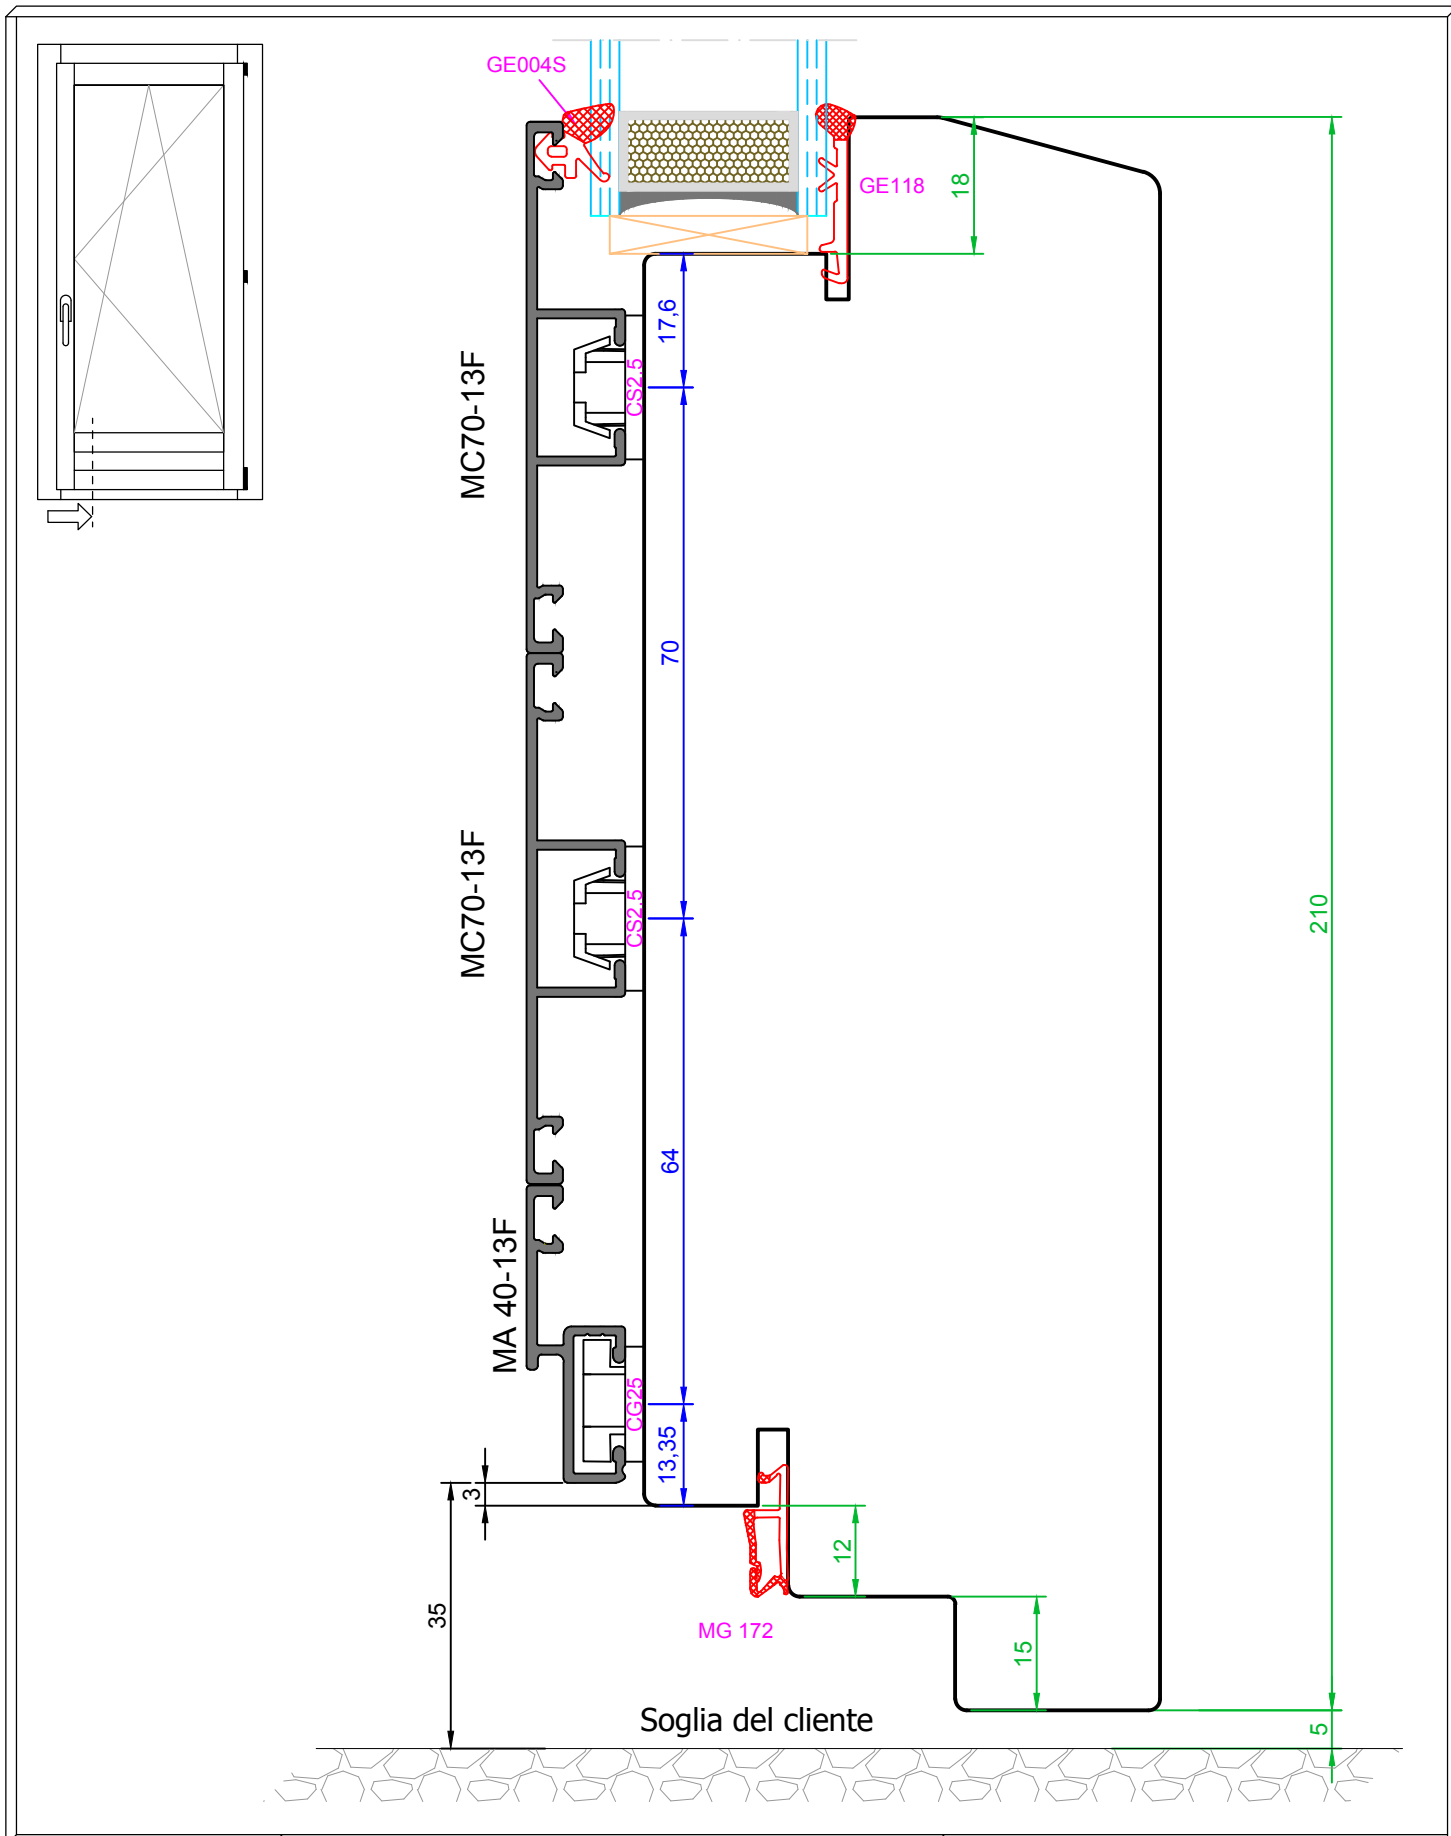 GE004S
GE118
18
17,6
MC70-13F
CS2.5
70
210
MC70-13F
CS2.5
64
MA 40-13F
CG25
13,35
3
12
35
MG 172
15
Soglia del cliente
5